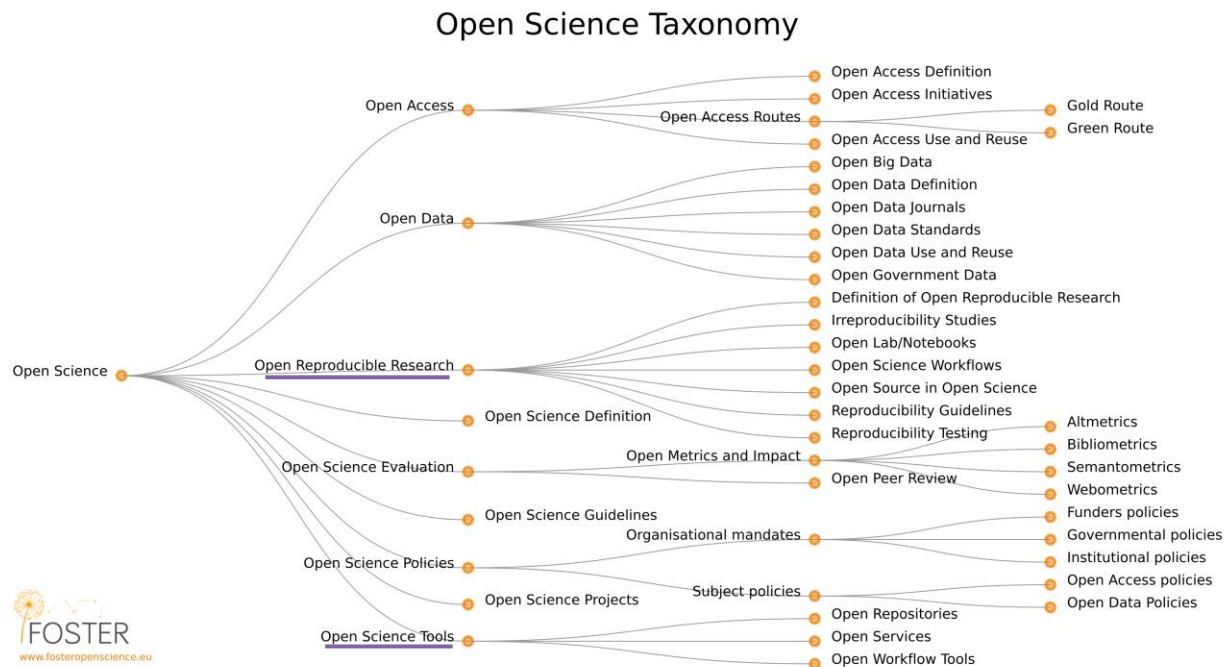 Open Science Taxonomy
Open Science
Open Access
Open Access Definition
Open Access Initiatives
Open Access Routes
Gold Route
Green Route
Open Access Use and Reuse
Open Data
Open Big Data
Open Data Definition
Open Data Journals
Open Data Standards
Open Data Use and Reuse
Open Government Data
Open Reproducible Research
Definition of Open Reproducible Research
Irreproducibility Studies
Open Lab/Notebooks
Open Science Workflows
Open Source in Open Science
Reproducibility Guidelines
Reproducibility Testing
Open Science Definition
Open Science Evaluation
Open Metrics and Impact
Altmetrics
Bibliometrics
Semantometrics
Webometrics
Open Peer Review
Open Science Guidelines
Open Science Policies
Organisational mandates
Funders policies
Governmental policies
Institutional policies
Subject policies
Open Access policies
Open Data Policies
Open Science Projects
Open Science Tools
Open Repositories
Open Services
Open Workflow Tools
FOSTER
www.fosteropenscience.eu